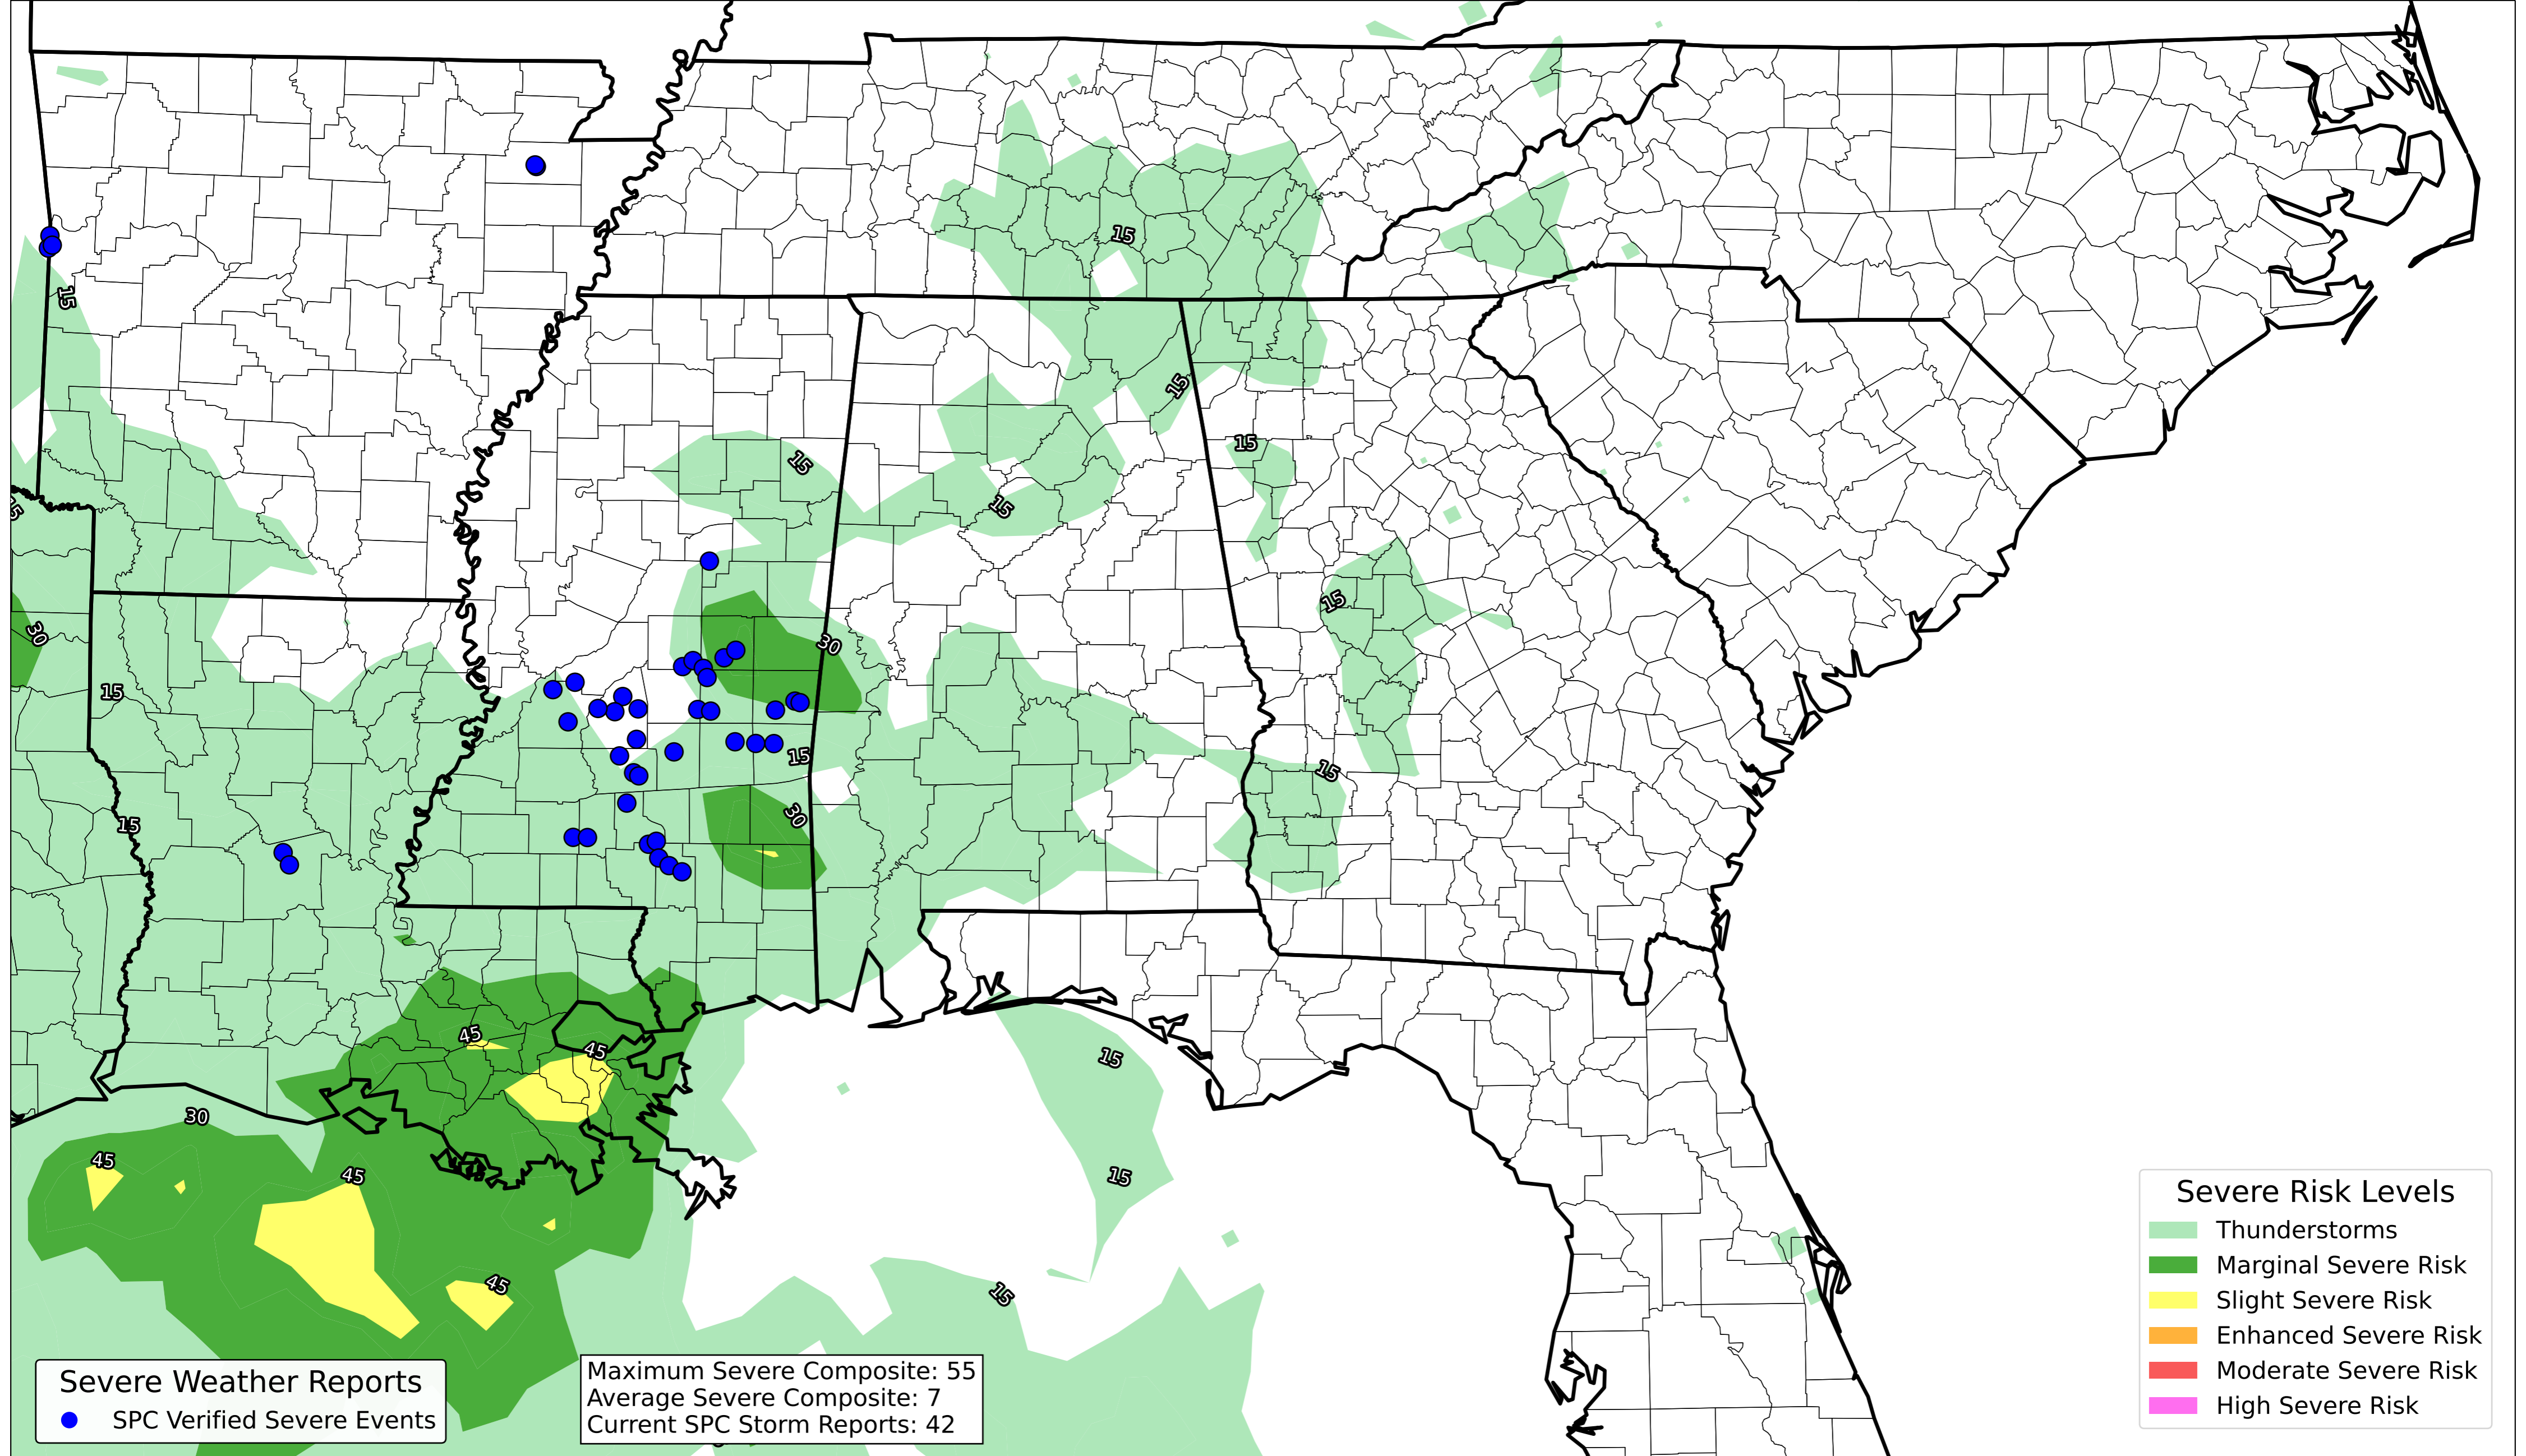 15
15
15
15
15
15
5
15
30
30
15
15
15
15
30
15
45
45
15
30
45
45
15
45
15
Severe Risk Levels
Thunderstorms
Marginal Severe Risk
Slight Severe Risk
Enhanced Severe Risk
Moderate Severe Risk
High Severe Risk
Severe Weather Reports
SPC Verified Severe Events
Maximum Severe Composite: 55
Average Severe Composite: 7
Current SPC Storm Reports: 42